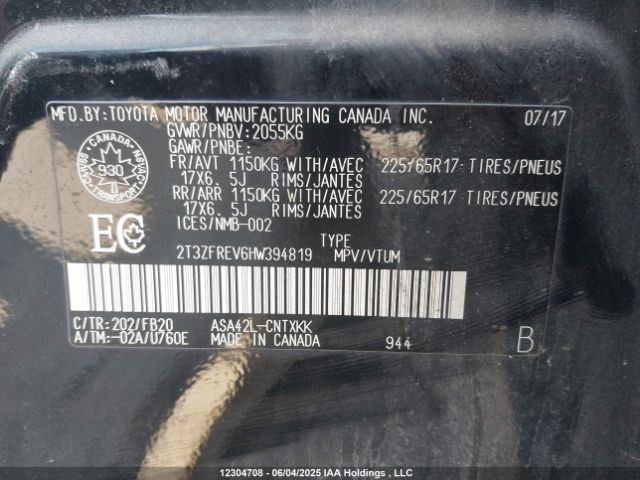 MFD.BY:TOYOTA MOTOR MANUFACTURING CANADA INC. 07/17
GVWR/PNBV:2055KG
GAWR/PNBE:
FR/AVT 1150KG WITH/AVEC 225/65R17 TIRES/PNEUS
17X6.5J RIMS/JANTES
RR/ARR 1150KG WITH/AVEC 225/65R17 TIRES/PNEUS
17X6.5J RIMS/JANTES
ICES/NMB-002
CANADA
930
EC
TYPE
2T3ZFREV6HW394819 MPV/VTUM
C/TR:202/FB20 ASA42L-CNTXKK
A/TM:-02A/U760E MADE IN CANADA 944 B
12304708 - 06/04/2025 IAA Holdings , LLC